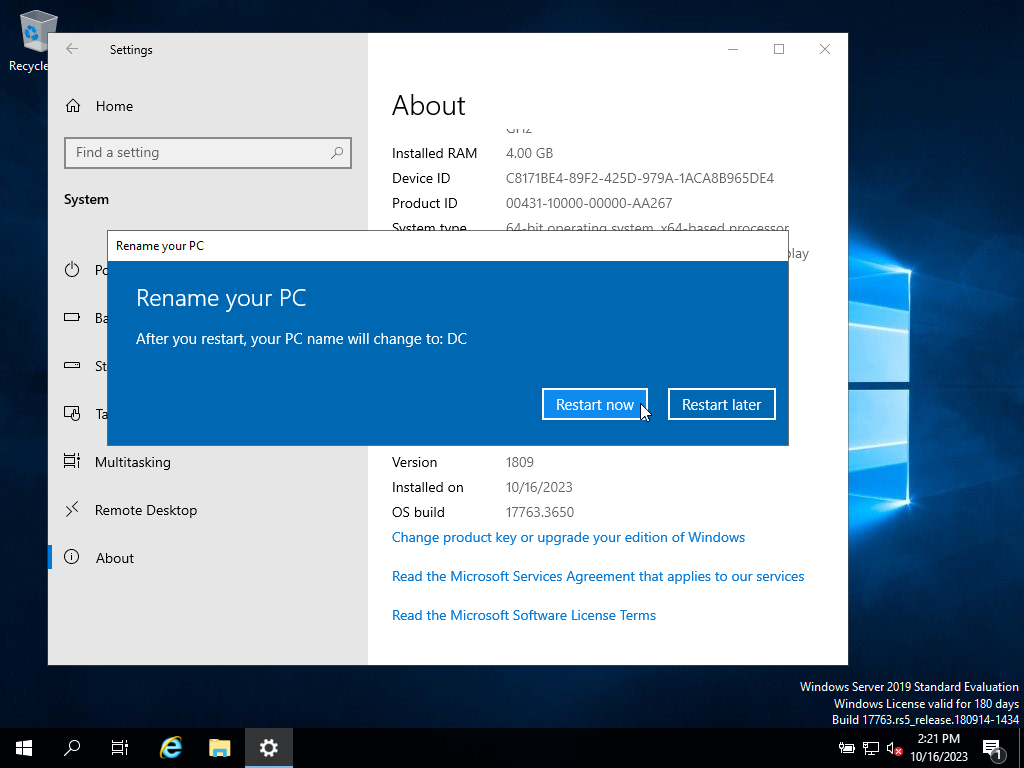 Recycle
Settings
Home
Find a setting
System
Po
Ba
St
Ta
Multitasking
Remote Desktop
About
About
GHz
Installed RAM 4.00 GB
Device ID C8171BE4-89F2-425D-979A-1ACA8B965DE4
Product ID 00431-10000-00000-AA267
System type 64-bit operating system, x64-based processor
play
Rename your PC
Rename your PC
After you restart, your PC name will change to: DC
Restart now Restart later
Version 1809
Installed on 10/16/2023
OS build 17763.3650
Change product key or upgrade your edition of Windows
Read the Microsoft Services Agreement that applies to our services
Read the Microsoft Software License Terms
Windows Server 2019 Standard Evaluation
Windows License valid for 180 days
Build 17763.rs5_release.180914-1434
2:21 PM
10/16/2023
1